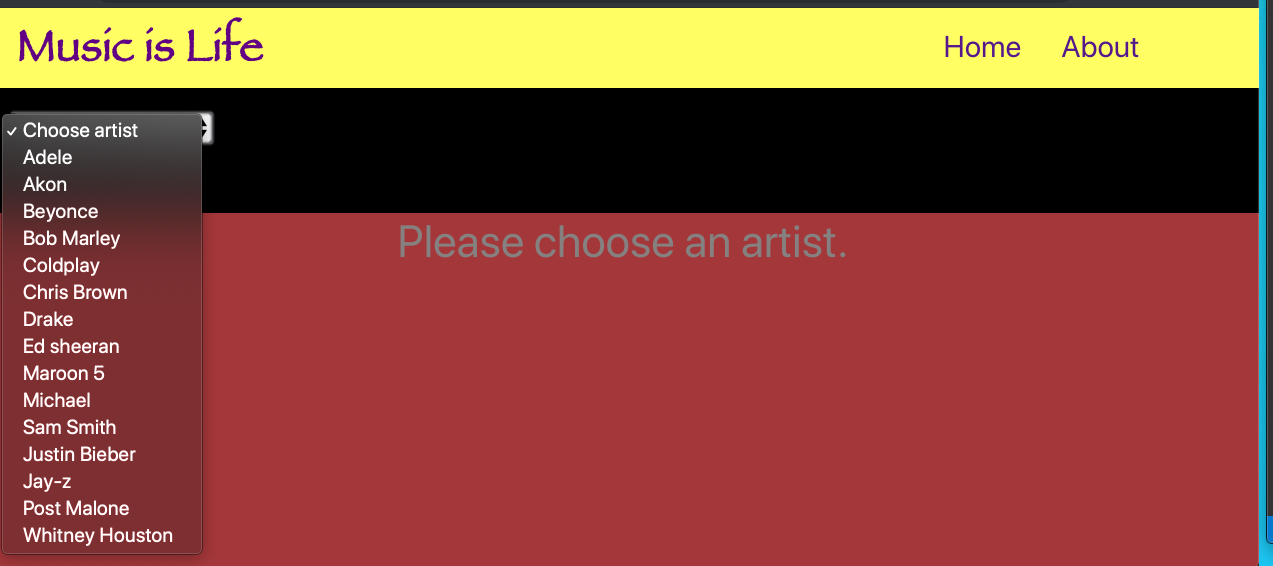 Music is Life
Home About
Choose artist
Adele
Akon
Beyonce
Bob Marley
Coldplay
Chris Brown
Drake
Ed sheeran
Maroon 5
Michael
Sam Smith
Justin Bieber
Jay-z
Post Malone
Whitney Houston
Please choose an artist.